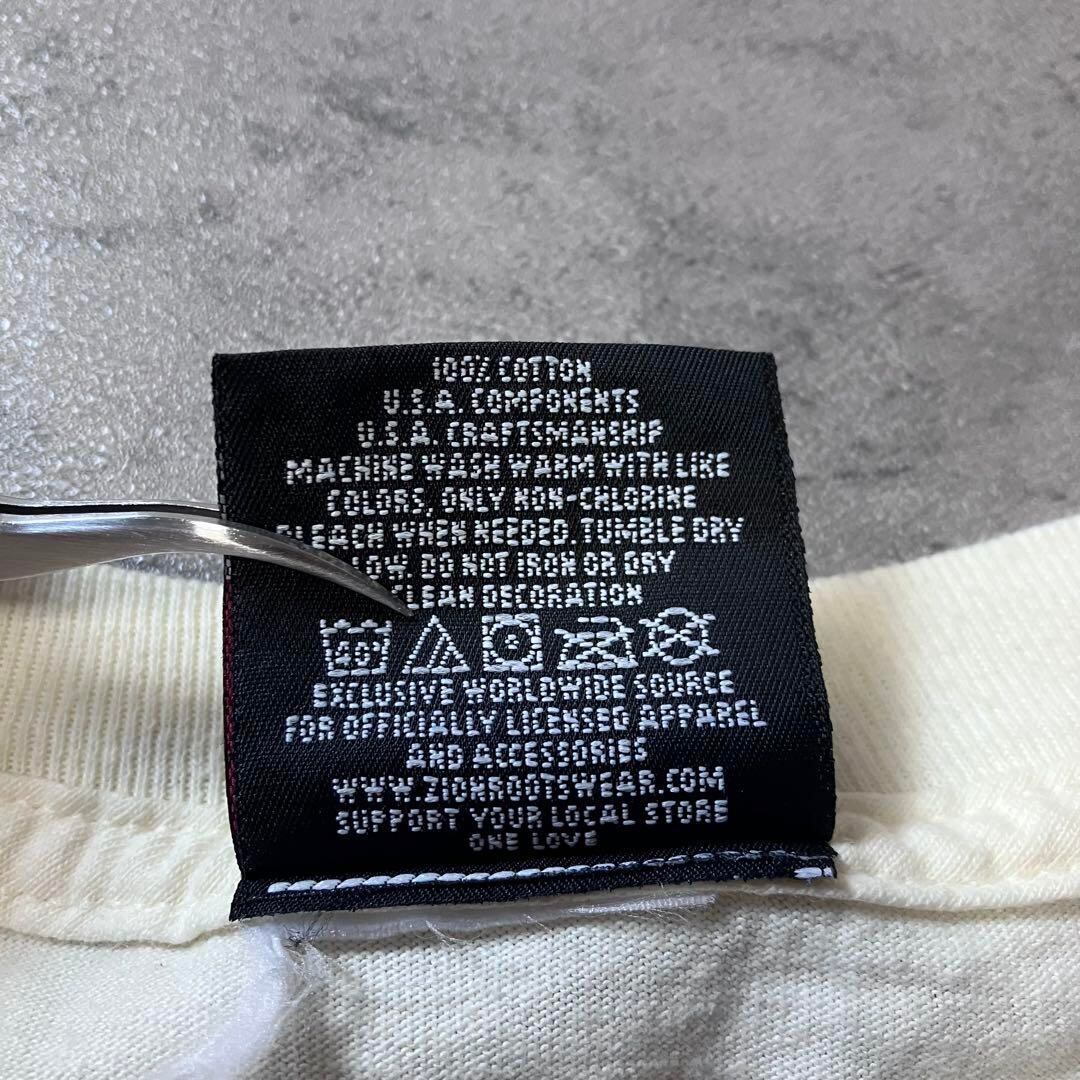 100% COTTON
U.S.A. COMPONENTS
U.S.A. CRAFTSMANSHIP
MACHINE WASH WARM WITH LIKE
COLORS, ONLY NON-CHLORINE
BLEACH WHEN NEEDED, TUMBLE DRY
LOW, DO NOT IRON OR DRY
CLEAN DECORATION
40°
EXCLUSIVE WORLDWIDE SOURCE
FOR OFFICIALLY LICENSED APPAREL
AND ACCESSORIES
WWW.ZIONROOTSWEAR.COM
SUPPORT YOUR LOCAL STORE
ONE LOVE